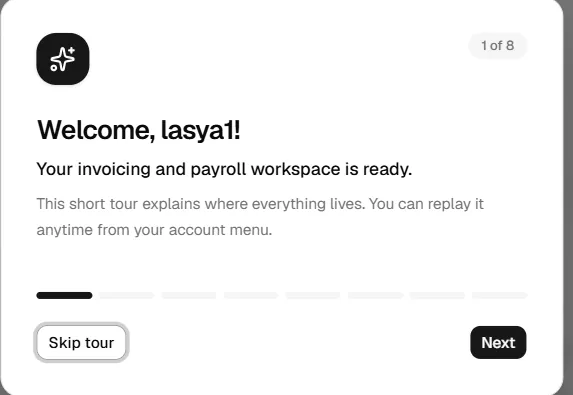 1 of 8
Welcome, lasya1!
Your invoicing and payroll workspace is ready.
This short tour explains where everything lives. You can replay it
anytime from your account menu.
Skip tour
Next